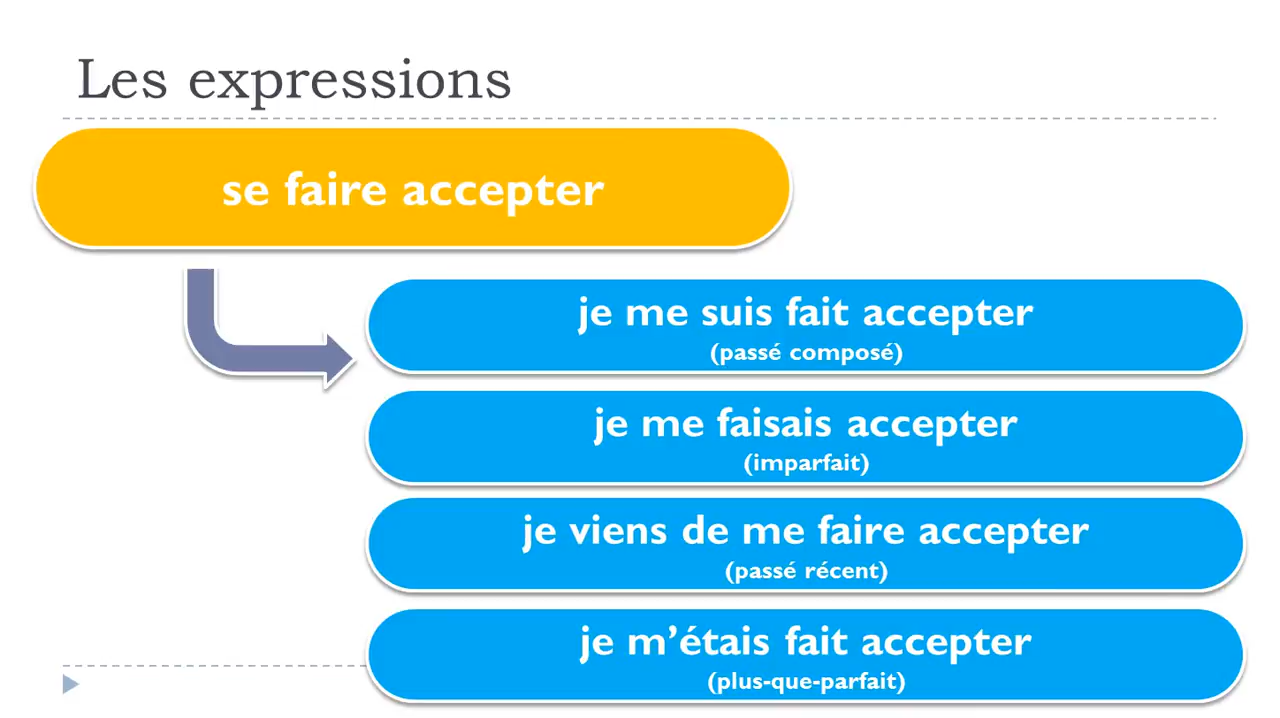 Les expressions
se faire accepter
je me suis fait accepter
(passé composé)
je me faisais accepter
(imparfait)
je viens de me faire accepter
(passé récent)
je m’étais fait accepter
(plus-que-parfait)